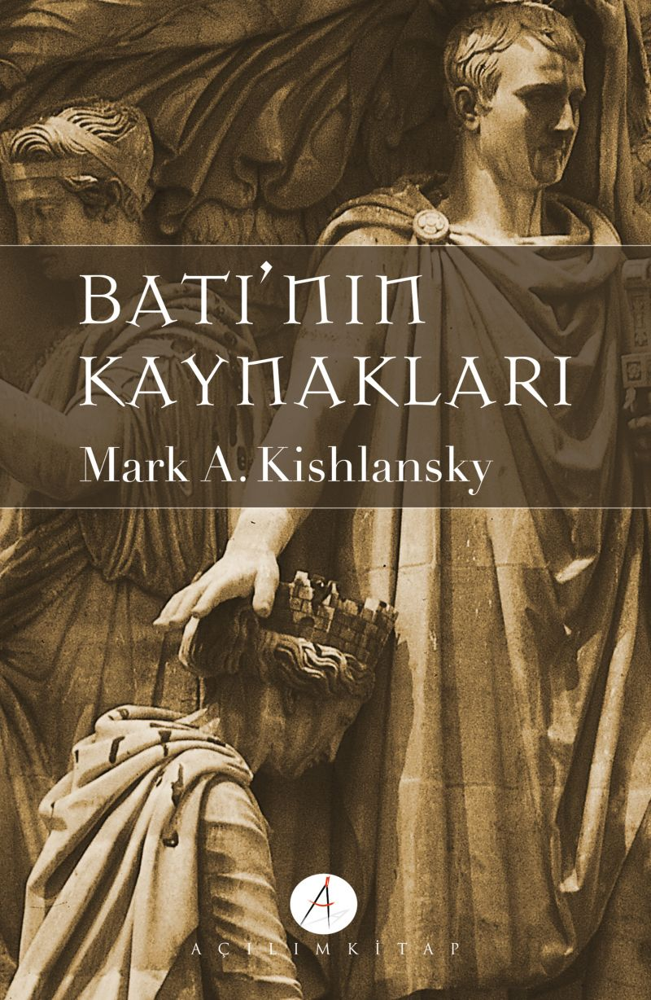 BATI'NIN
KAYNAKLARI
Mark A. Kishlansky
AÇILIMKİTAP